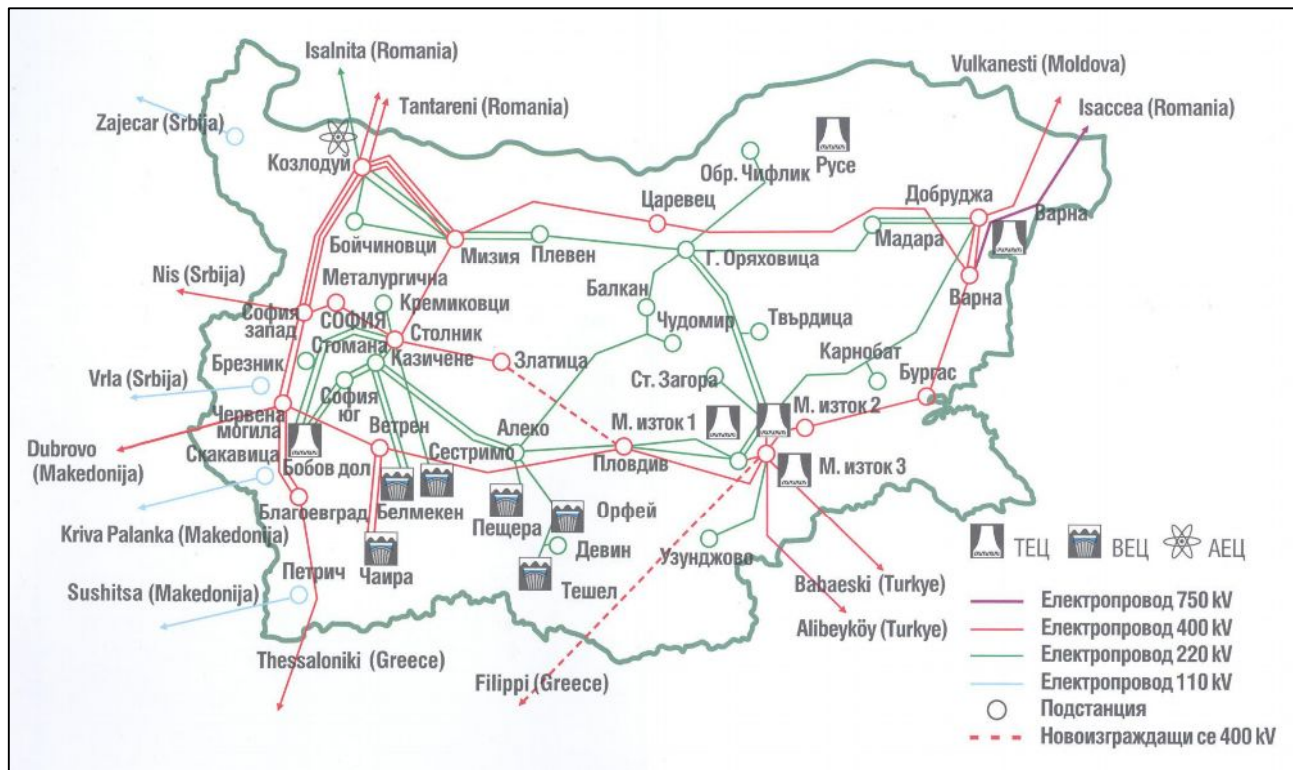 Isalnita (Romania)
Vulkanesti (Moldova)
Tantareni (Romania)
Isaccea (Romania)
Zajecar (Srbija)
Козлодуй
Обр. Чифлик
Русе
Царевец
Добруджа
Варна
Бойчиновци
Мизия
Плевен
Г. Оряховица
Мадара
Nis (Srbija)
Металургична
Кремиковци
Балкан
Варна
София
запад
СОФИЯ
Столник
Чудомир
Твърдица
Стомана
Казичене
Златица
Карнобат
Брезник
Бургас
Vrla (Srbija)
София
юг
Ст. Загора
М. изток 2
Червена
могила
Ветрен
Алеко
М. изток 1
Dubrovo
(Makedonija)
Скакавица
Бобов дол
Сестримо
Пловдив
М. изток 3
Благоевград
Белмекен
Пещера
Орфей
Kriva Palanka (Makedonija)
Девин
Узунджово
ТЕЦ
ВЕЦ
АЕЦ
Петрич
Чаира
Тешел
Babaeski (Turkye)
Sushitsa (Makedonija)
Електропровод 750 kV
Alibeyköy (Turkye)
Електропровод 400 kV
Thessaloniki (Greece)
Електропровод 220 kV
Filippi (Greece)
Електропровод 110 kV
Подстанция
Новоизграждащи се 400 kV